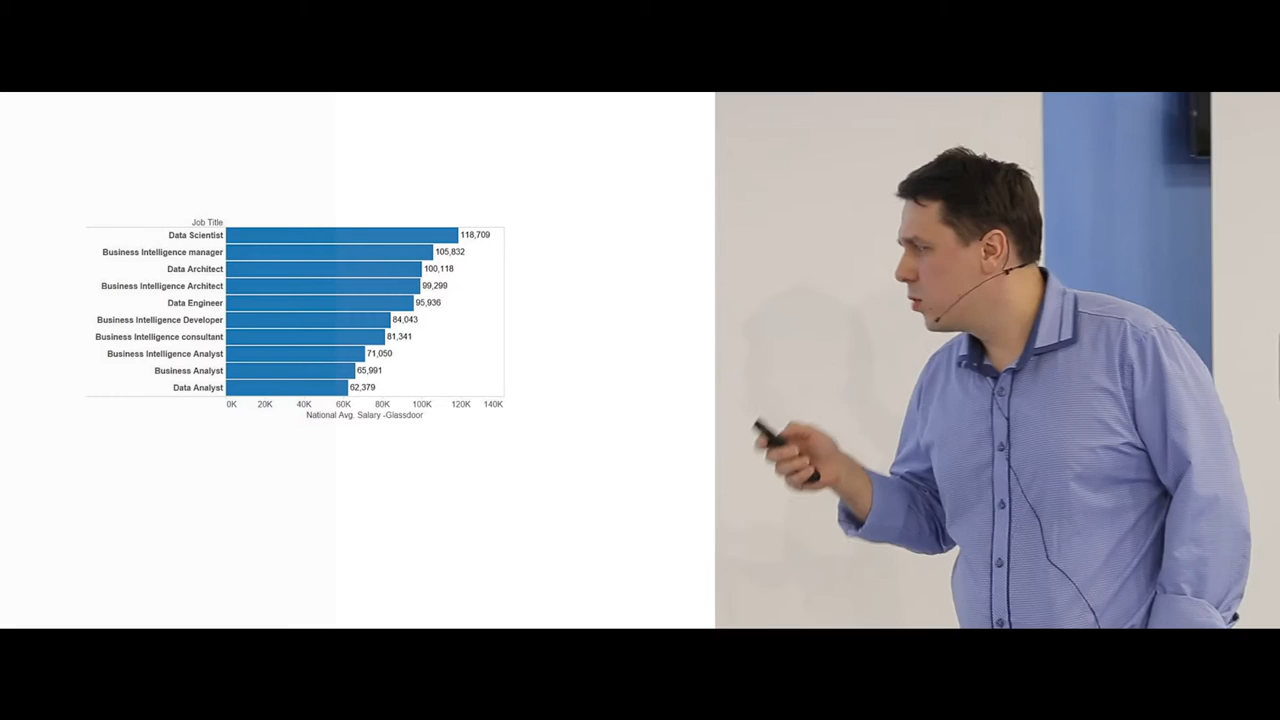 Job Title
Data Scientist 118,709
Business Intelligence manager 105,832
Data Architect 100,118
Business Intelligence Architect 99,299
Data Engineer 95,936
Business Intelligence Developer 84,043
Business Intelligence consultant 81,341
Business Intelligence Analyst 71,050
Business Analyst 65,991
Data Analyst 62,379
0K 20K 40K 60K 80K 100K 120K 140K
National Avg. Salary -Glassdoor